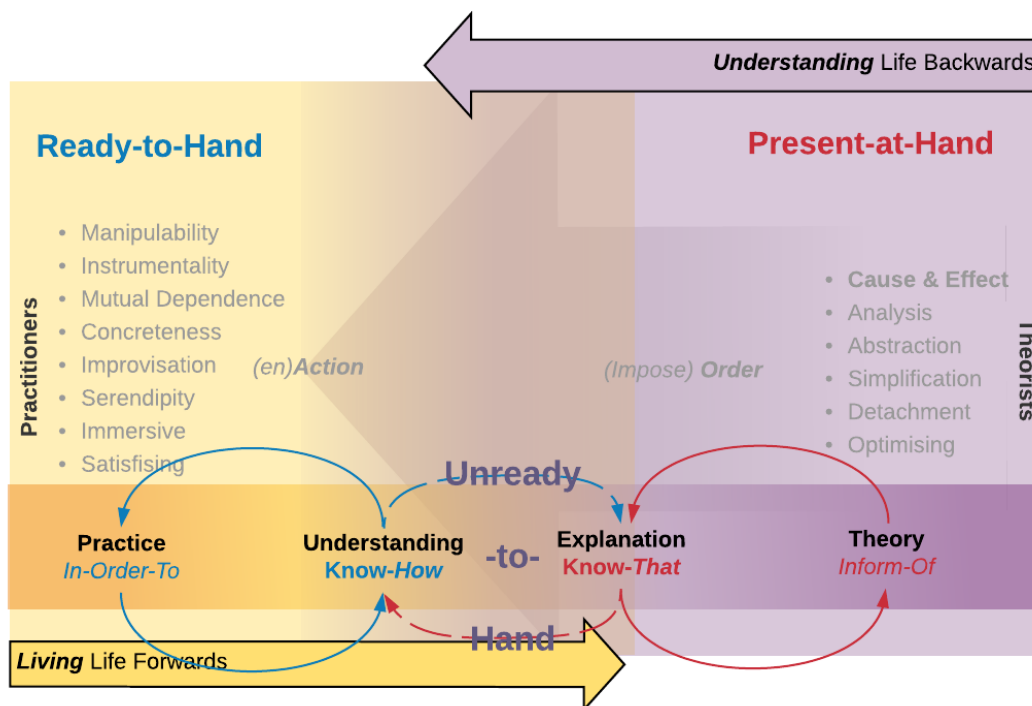 Understanding Life Backwards
Ready-to-Hand
Present-at-Hand
Practitioners
• Manipulability
• Instrumentality
• Mutual Dependence
• Concreteness
• Improvisation
• Serendipity
• Immersive
• Satisfising
(en)Action
(Impose) Order
• Cause & Effect
• Analysis
• Abstraction
• Simplification
• Detachment
• Optimising
Theorists
Unready
-to-
Hand
Practice
In-Order-To
Understanding
Know-How
Explanation
Know-That
Theory
Inform-Of
Living Life Forwards